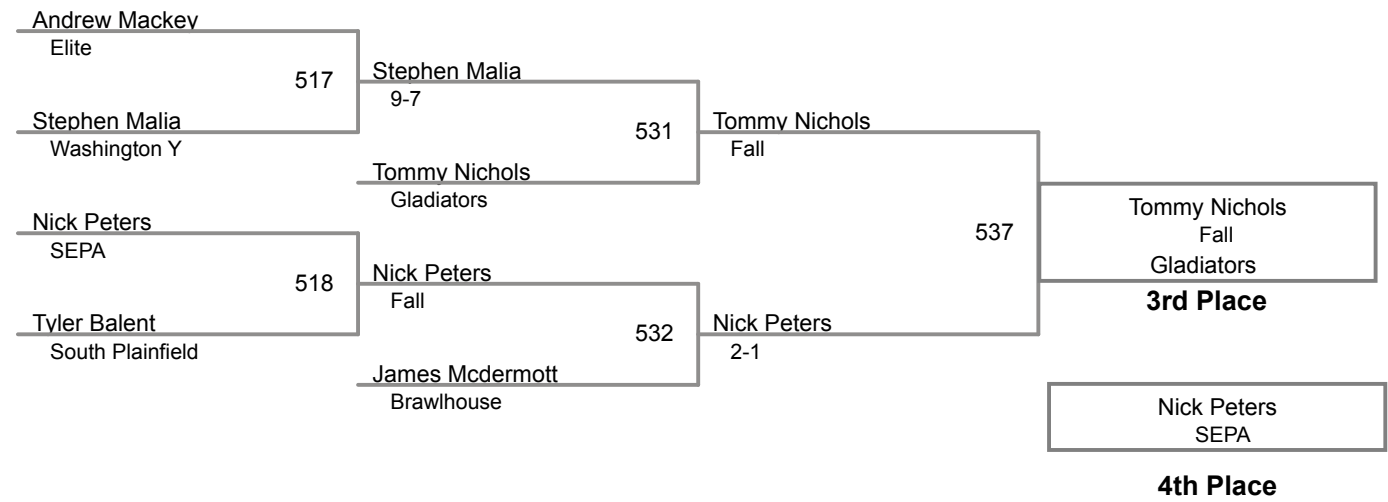 Andrew Mackey
Elite
517
Stephen Malia
9-7
Stephen Malia
Washington Y
531
Tommy Nichols
Fall
Tommy Nichols
Gladiators
Nick Peters
SEPA
518
Nick Peters
Fall
Tyler Balent
South Plainfield
532
Nick Peters
2-1
James Mcdermott
Brawlhouse
537
Tommy Nichols
Fall
Gladiators
3rd Place
Nick Peters
SEPA
4th Place